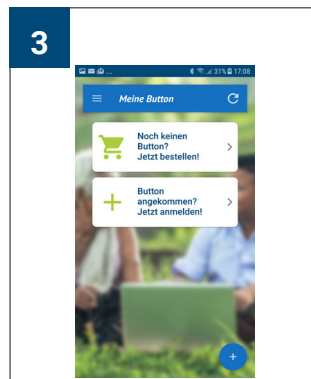 3
... 31% 17:08
Meine Button
Noch keinen
Button?
Jetzt bestellen!
Button
angekommen?
Jetzt anmelden!
+